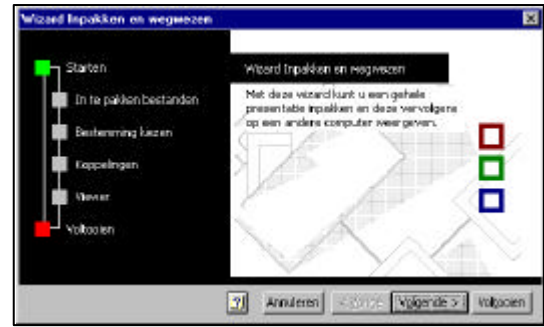 Wizard Inpakken en wegwezen
Starten
In te pakken bestanden
Bestemming kiezen
Koppelingen
Viewer
Voltooien
Wizard Inpakken en wegwezen
Met deze wizard kunt u een gehele
presentatie inpakken en deze vervolgens
op een andere computer weergeven.
Annuleren < Vorige Volgende > Voltooien